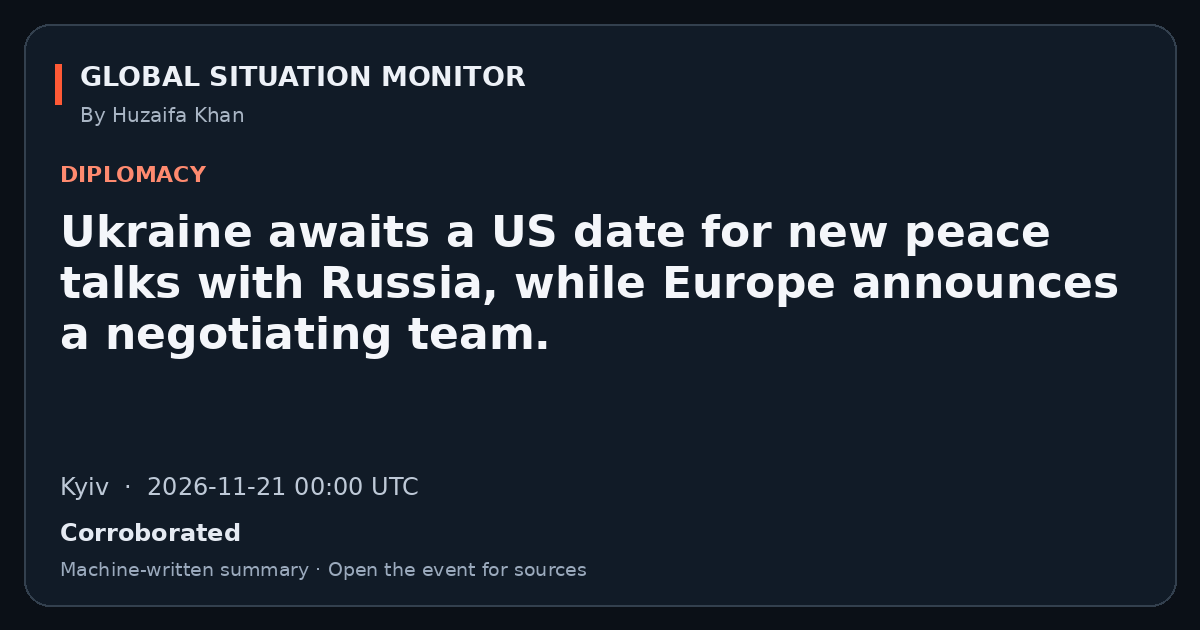 GLOBAL SITUATION MONITOR
By Huzaifa Khan
DIPLOMACY
Ukraine awaits a US date for new peace
talks with Russia, while Europe announces
a negotiating team.
Kyiv · 2026-11-21 00:00 UTC
Corroborated
Machine-written summary · Open the event for sources